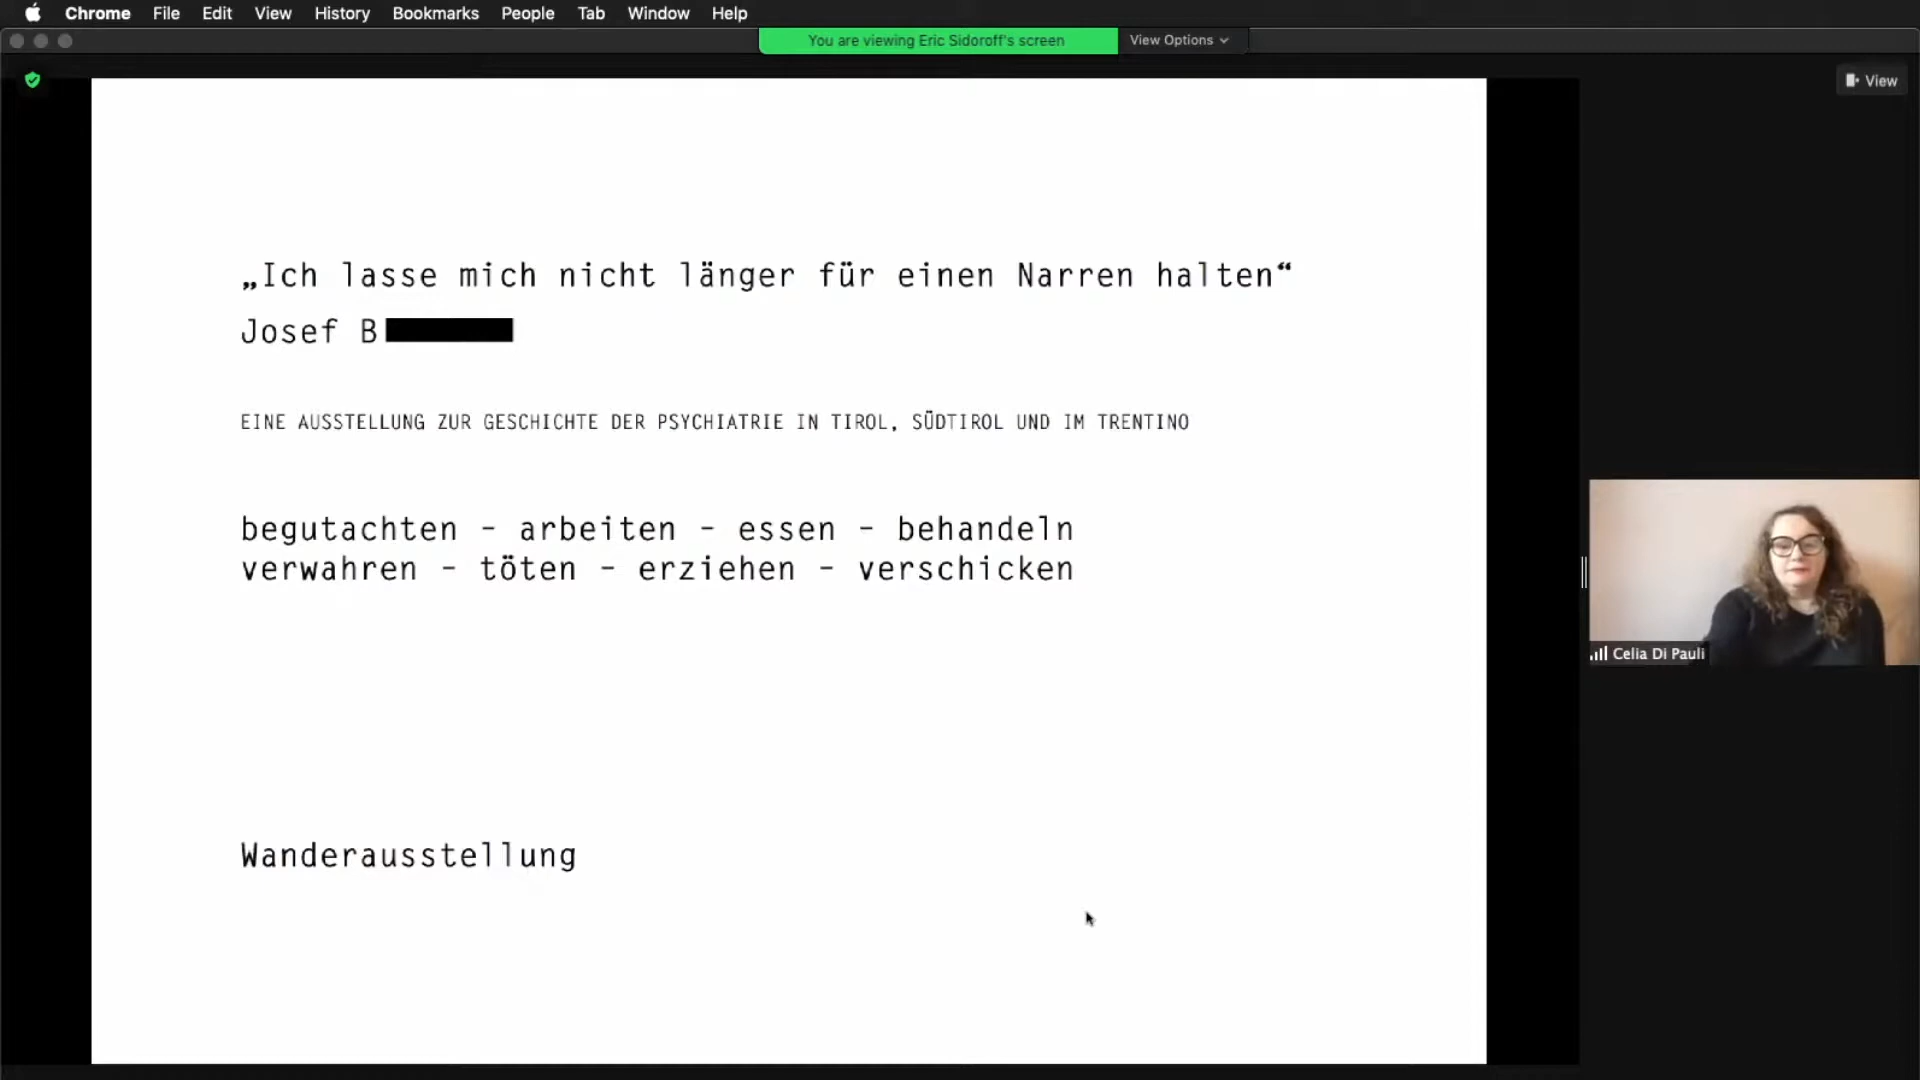 Chrome File Edit View History Bookmarks People Tab Window Help
You are viewing Eric Sidoroff's screen View Options
View
„Ich lasse mich nicht länger für einen Narren halten“
Josef B
EINE AUSSTELLUNG ZUR GESCHICHTE DER PSYCHIATRIE IN TIROL, SÜDTIROL UND IM TRENTINO
begutachten - arbeiten - essen - behandeln
verwahren - töten - erziehen - verschicken
Celia Di Pauli
Wanderausstellung